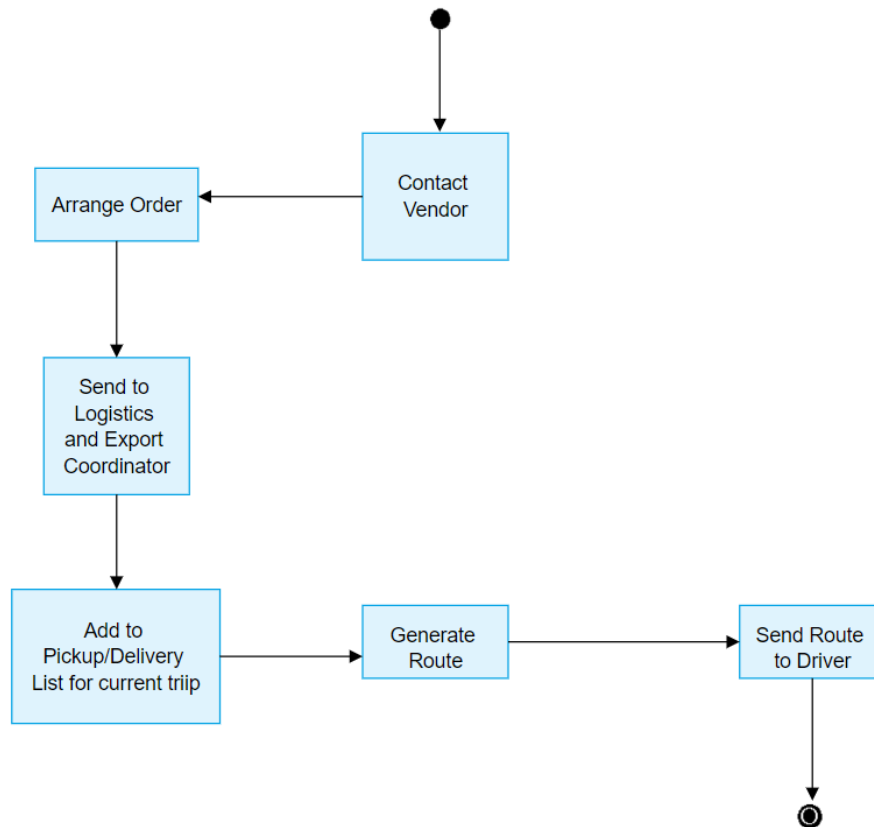 Contact
Vendor
Arrange Order
Send to
Logistics
and Export
Coordinator
Add to
Pickup/Delivery
List for current triip
Generate
Route
Send Route
to Driver